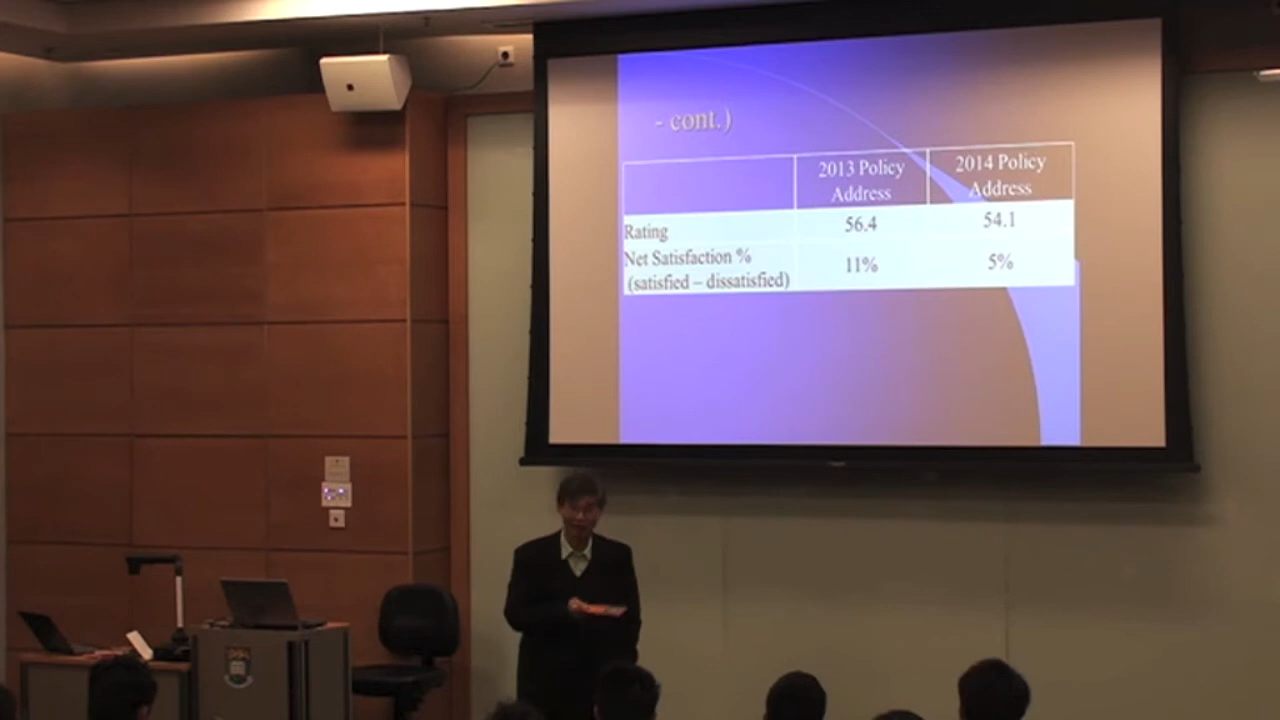 - cont.)
2013 Policy
Address
2014 Policy
Address
Rating
56.4
54.1
Net Satisfaction %
(satisfied – dissatisfied)
11%
5%